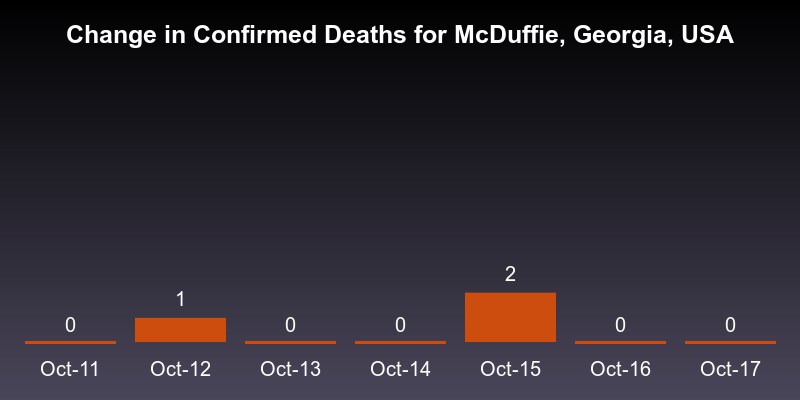 Change in Confirmed Deaths for McDuffie, Georgia, USA
0 1 0 0 2 0 0
Oct-11 Oct-12 Oct-13 Oct-14 Oct-15 Oct-16 Oct-17